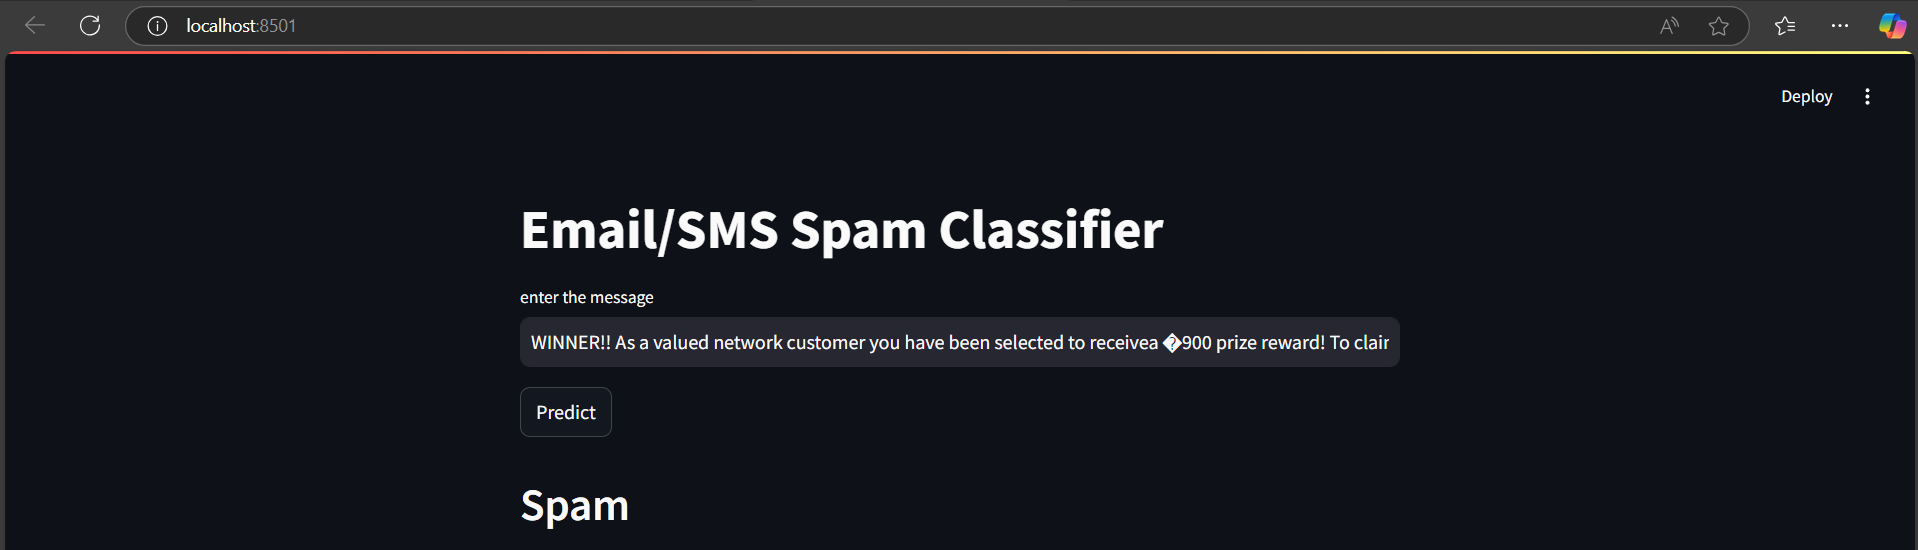 localhost:8501
Deploy
Email/SMS Spam Classifier
enter the message
WINNER!! As a valued network customer you have been selected to receivea �900 prize reward! To clair
Predict
Spam